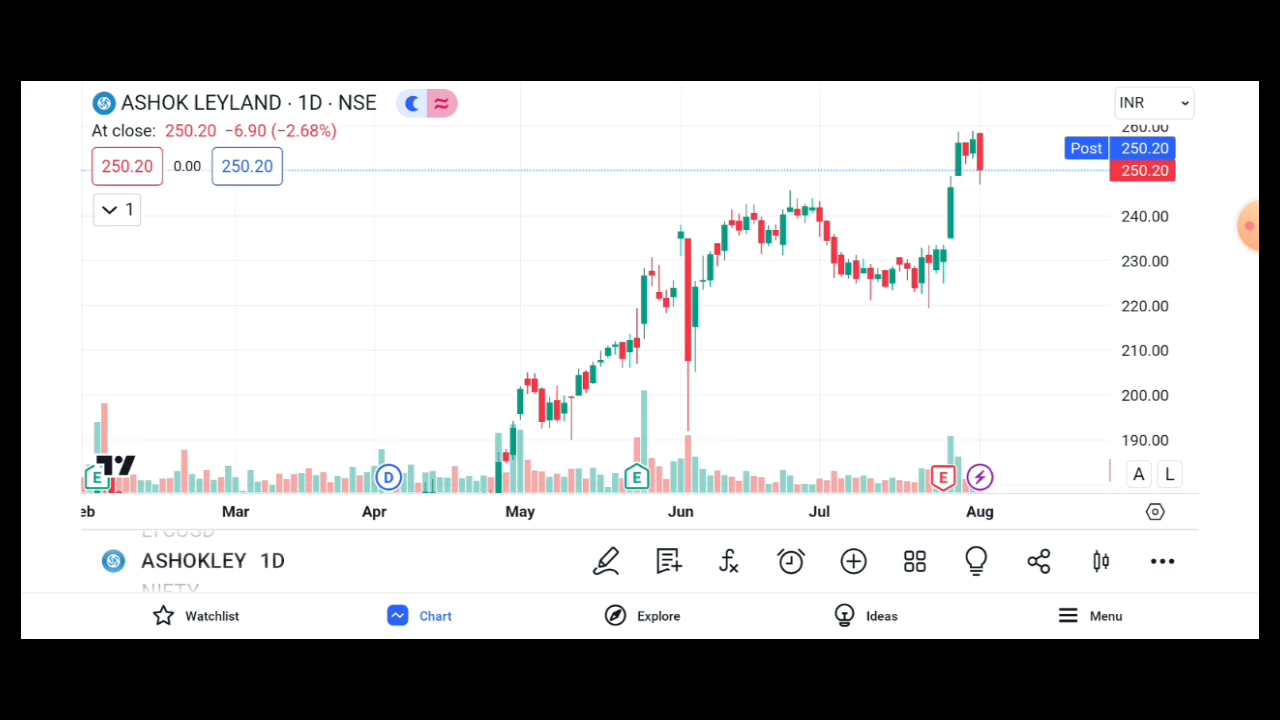 ASHOK LEYLAND · 1D · NSE
INR
At close: 250.20 −6.90 (−2.68%)
260.00
Post 250.20
250.20 0.00 250.20
250.20
1
240.00
230.00
220.00
210.00
200.00
190.00
E D E E
A L
eb Mar Apr May Jun Jul Aug
ASHOKLEY 1D
NIFTY
Watchlist Chart Explore Ideas Menu